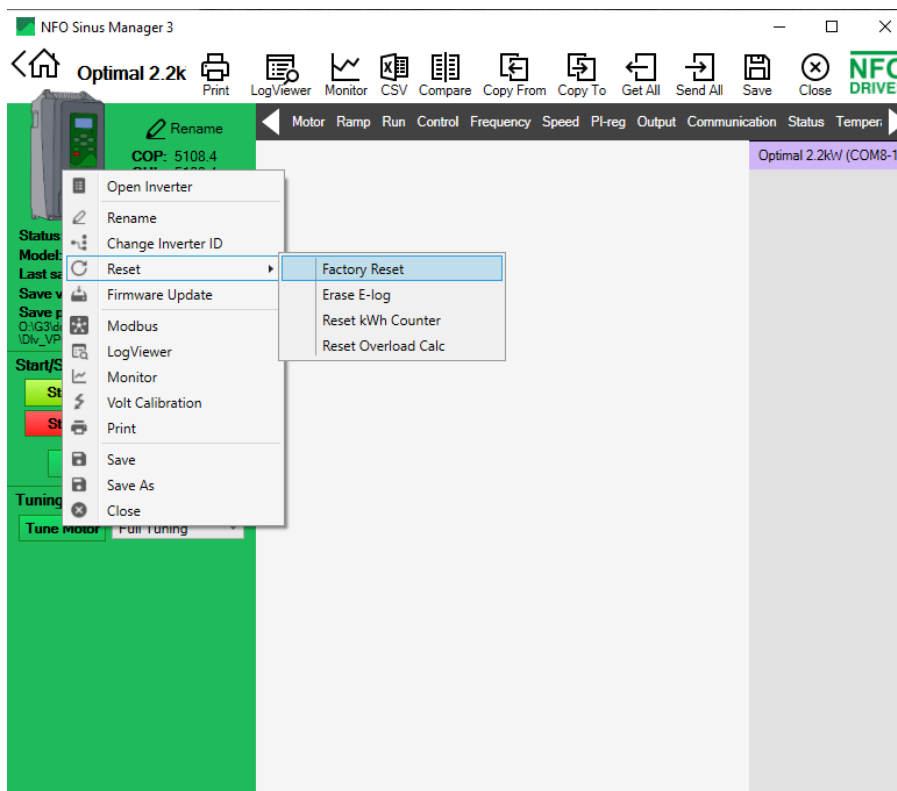 NFO Sinus Manager 3
Optimal 2.2k
Print LogViewer Monitor CSV Compare Copy From Copy To Get All Send All Save Close
NFO
DRIVE
Rename
Motor Ramp Run Control Frequency Speed PI-reg Output Communication Status Temper
COP: 5108.4
Optimal 2.2kW (COM8-1
Open Inverter
Rename
Change Inverter ID
Reset
Firmware Update
Modbus
LogViewer
Monitor
Volt Calibration
Print
Save
Save As
Close
Factory Reset
Erase E-log
Reset kWh Counter
Reset Overload Calc
Status
Model:
Last sa
Save v
Save p
O:\G3\d
\Dlv_VP
Start/S
St
St
Tuning
Tune Motor Full Tuning